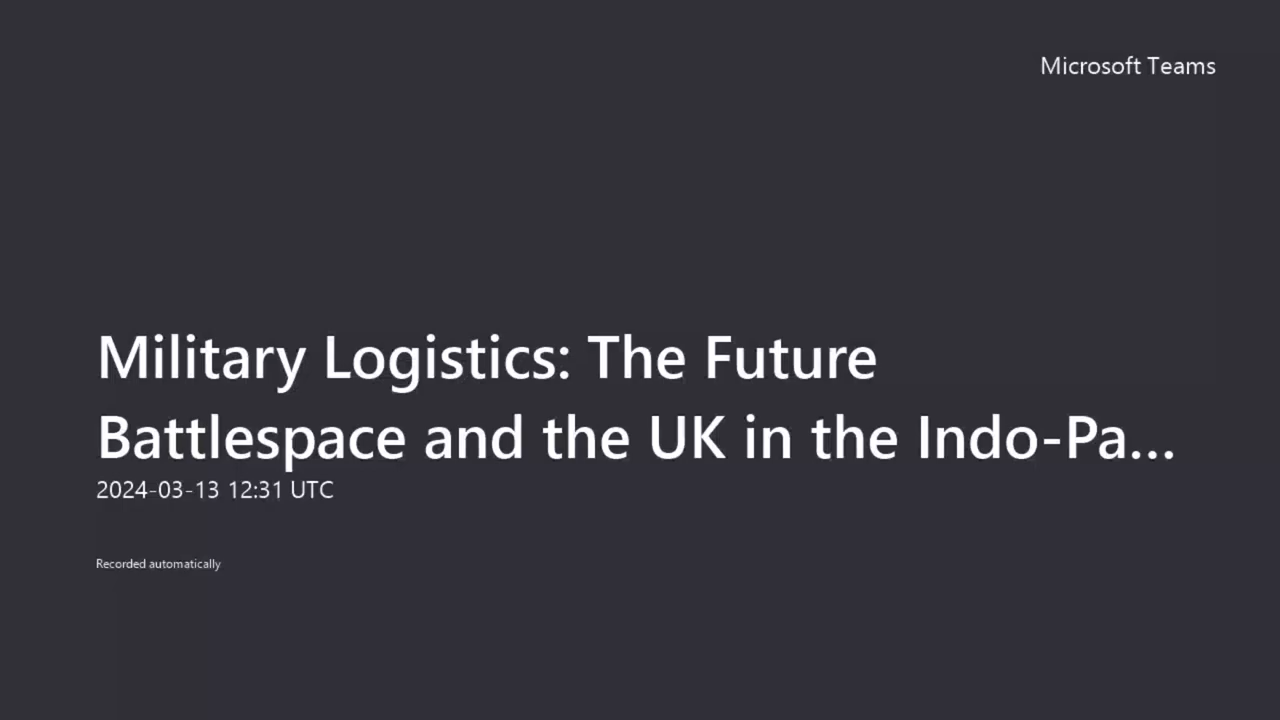 Microsoft Teams
Military Logistics: The Future
Battlespace and the UK in the Indo-Pa...
2024-03-13 12:31 UTC
Recorded automatically